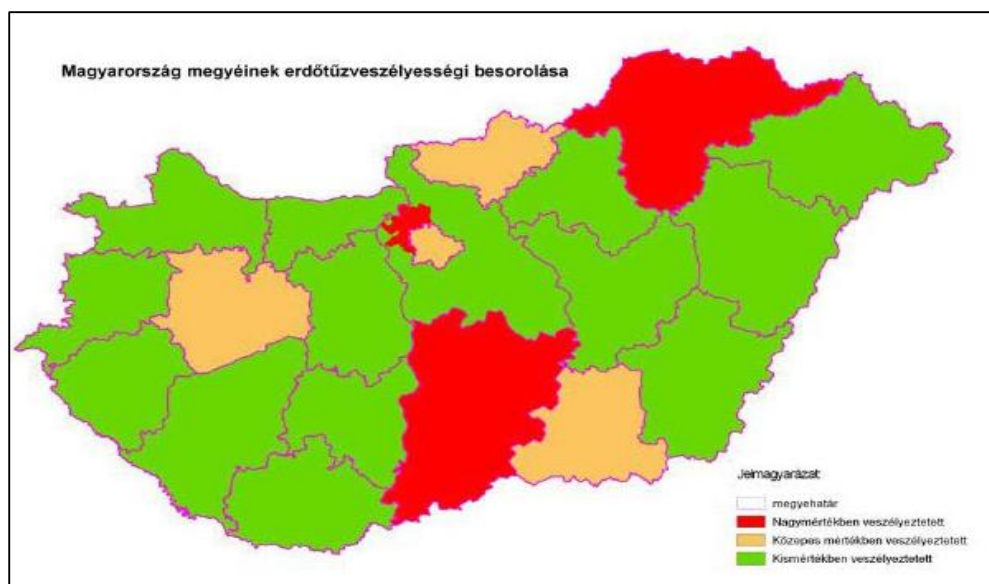 Magyarország megyéinek erdőtűzveszélyességi besorolása
Jelmagyarázat
megyehatár
Nagymértékben veszélyeztetett
Közepes mértékben veszélyeztetett
Kismértékben veszélyeztetett